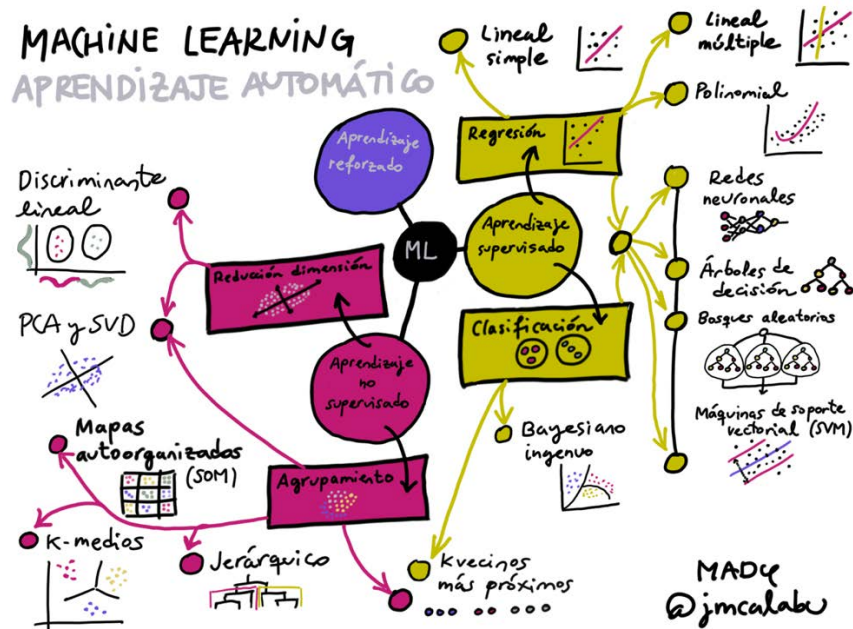 MACHINE LEARNING
APRENDIZAJE AUTOMÁTICO
Lineal
simple
Lineal
múltiple
Polinomial
Regresión
Aprendizaje
reforzado
Redes
neuronales
Discriminante
lineal
ML
Aprendizaje
supervisado
Árboles de
decisión
Reducción dimensión
Bosques aleatorios
PCA y SVD
Clasificación
Aprendizaje
no
supervisado
Máquinas de soporte
vectorial (SVM)
Mapas
autoorganizados
(SOM)
Bayesiano
ingenuo
Agrupamiento
K-medios
Jerárquico
K vecinos
más próximos
MADY
@jmcalabu